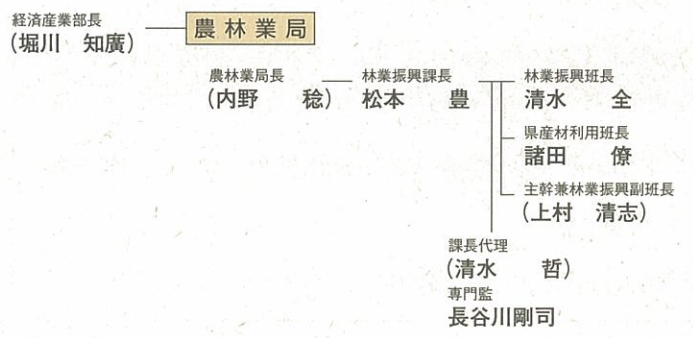 経済産業部長
(堀川 知廣)
農林業局
農林業局長
(内野 稔)
林業振興課長
松本 豊
林業振興班長
清水 全
県産材利用班長
諸田 僚
主幹兼林業振興副班長
(上村 清志)
課長代理
(清水 哲)
専門監
長谷川剛司